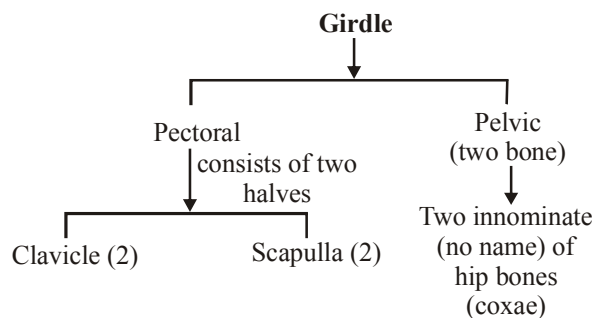 Girdle
Pectoral
consists of two
halves
Clavicle (2)
Scapulla (2)
Pelvic
(two bone)
Two innominate
(no name) of
hip bones
(coxae)